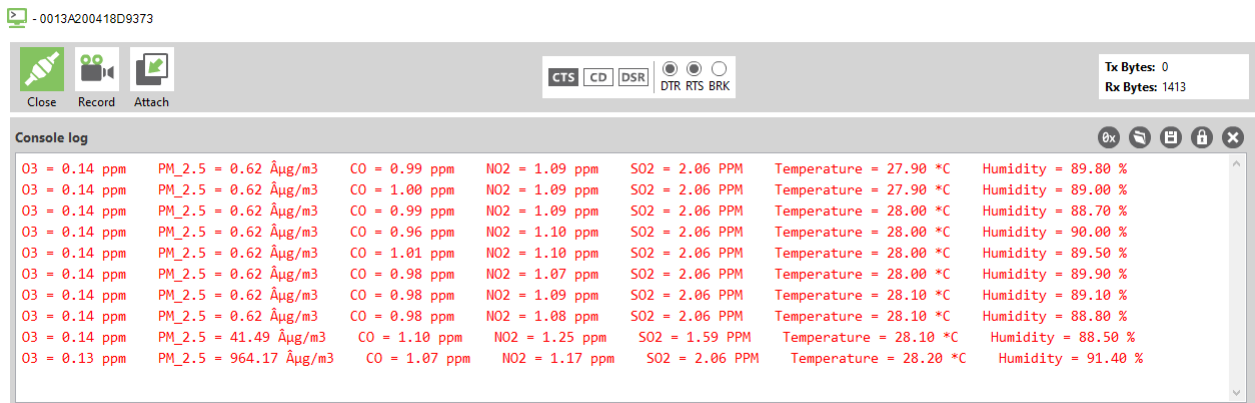 - 0013A200418D9373
Close Record Attach
CTS CD DSR DTR RTS BRK
Tx Bytes: 0
Rx Bytes: 1413
Console log
0x
O3 = 0.14 ppm PM_2.5 = 0.62 Âµg/m3 CO = 0.99 ppm NO2 = 1.09 ppm SO2 = 2.06 PPM Temperature = 27.90 *C Humidity = 89.80 %
O3 = 0.14 ppm PM_2.5 = 0.62 Âµg/m3 CO = 1.00 ppm NO2 = 1.09 ppm SO2 = 2.06 PPM Temperature = 27.90 *C Humidity = 89.00 %
O3 = 0.14 ppm PM_2.5 = 0.62 Âµg/m3 CO = 0.99 ppm NO2 = 1.09 ppm SO2 = 2.06 PPM Temperature = 28.00 *C Humidity = 88.70 %
O3 = 0.14 ppm PM_2.5 = 0.62 Âµg/m3 CO = 0.96 ppm NO2 = 1.10 ppm SO2 = 2.06 PPM Temperature = 28.00 *C Humidity = 90.00 %
O3 = 0.14 ppm PM_2.5 = 0.62 Âµg/m3 CO = 1.01 ppm NO2 = 1.10 ppm SO2 = 2.06 PPM Temperature = 28.00 *C Humidity = 89.50 %
O3 = 0.14 ppm PM_2.5 = 0.62 Âµg/m3 CO = 0.98 ppm NO2 = 1.07 ppm SO2 = 2.06 PPM Temperature = 28.00 *C Humidity = 89.90 %
O3 = 0.14 ppm PM_2.5 = 0.62 Âµg/m3 CO = 0.98 ppm NO2 = 1.09 ppm SO2 = 2.06 PPM Temperature = 28.10 *C Humidity = 89.10 %
O3 = 0.14 ppm PM_2.5 = 0.62 Âµg/m3 CO = 0.98 ppm NO2 = 1.08 ppm SO2 = 2.06 PPM Temperature = 28.10 *C Humidity = 88.80 %
O3 = 0.14 ppm PM_2.5 = 41.49 Âµg/m3 CO = 1.10 ppm NO2 = 1.25 ppm SO2 = 1.59 PPM Temperature = 28.10 *C Humidity = 88.50 %
O3 = 0.13 ppm PM_2.5 = 964.17 Âµg/m3 CO = 1.07 ppm NO2 = 1.17 ppm SO2 = 2.06 PPM Temperature = 28.20 *C Humidity = 91.40 %